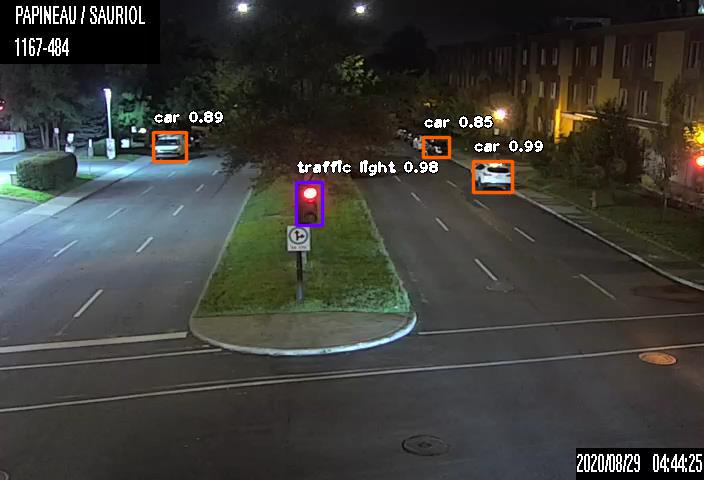 PAPINEAU / SAURIOL
1167-484
car 0.89
car 0.85
car 0.99
traffic light 0.98
2020/08/29 04:44:25